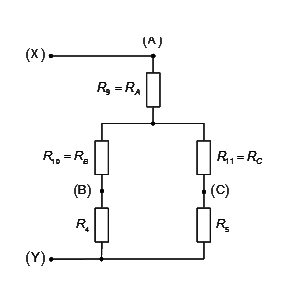 (A)
(X)
R9 = RA
R10 = RB
R11 = RC
(B)
(C)
R4
R5
(Y)